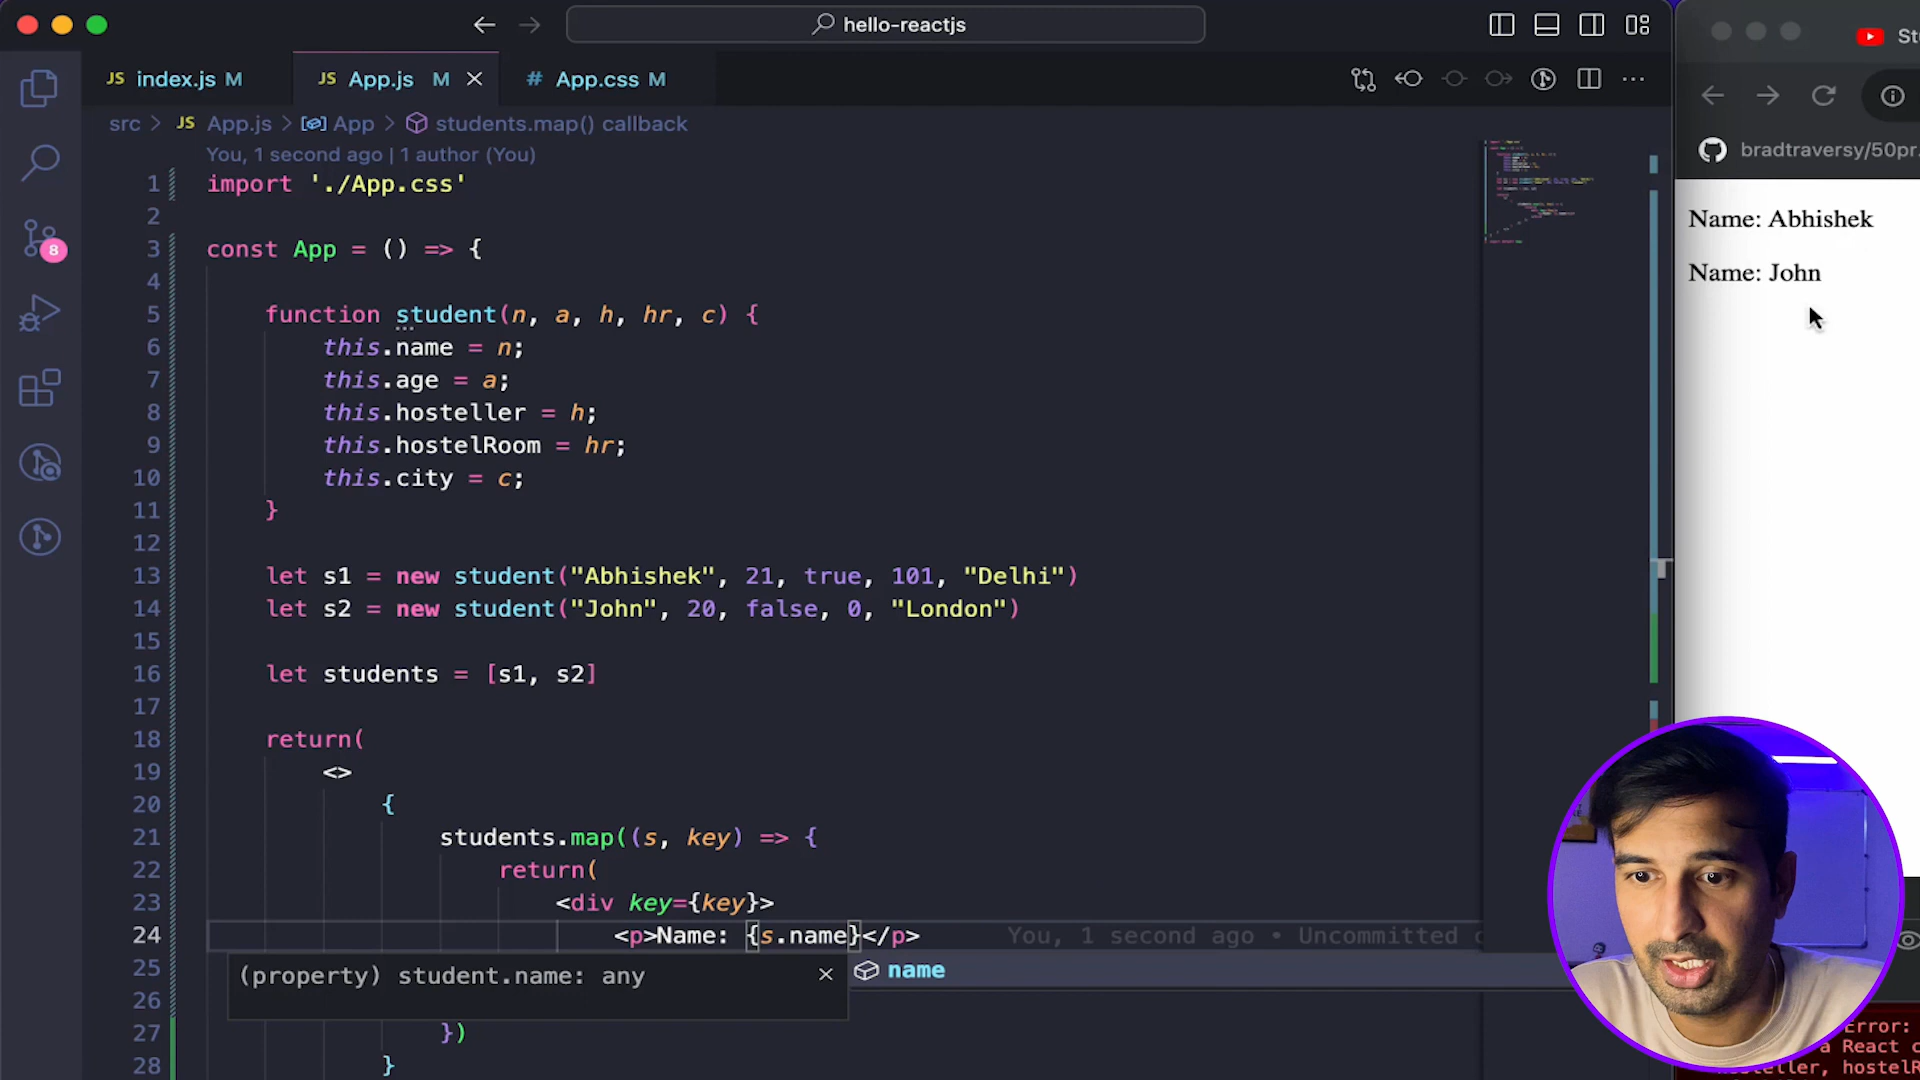 hello-reactjs
JS index.js M
JS App.js M
# App.css M
src > JS App.js > App > students.map() callback
You, 1 second ago | 1 author (You)
1 import './App.css'
2
3 const App = () => {
4
5 function student(n, a, h, hr, c) {
6 this.name = n;
7 this.age = a;
8 this.hosteller = h;
9 this.hostelRoom = hr;
10 this.city = c;
11 }
12
13 let s1 = new student("Abhishek", 21, true, 101, "Delhi")
14 let s2 = new student("John", 20, false, 0, "London")
15
16 let students = [s1, s2]
17
18 return(
19 <>
20 {
21 students.map((s, key) => {
22 return(
23 <div key={key}>
24 <p>Name: {s.name}</p> You, 1 second ago • Uncommitted
25
(property) student.name: any
name
26
27 })
28 }
8
bradtraversy/50pr
Name: Abhishek
Name: John
Error:
a React
hostelR